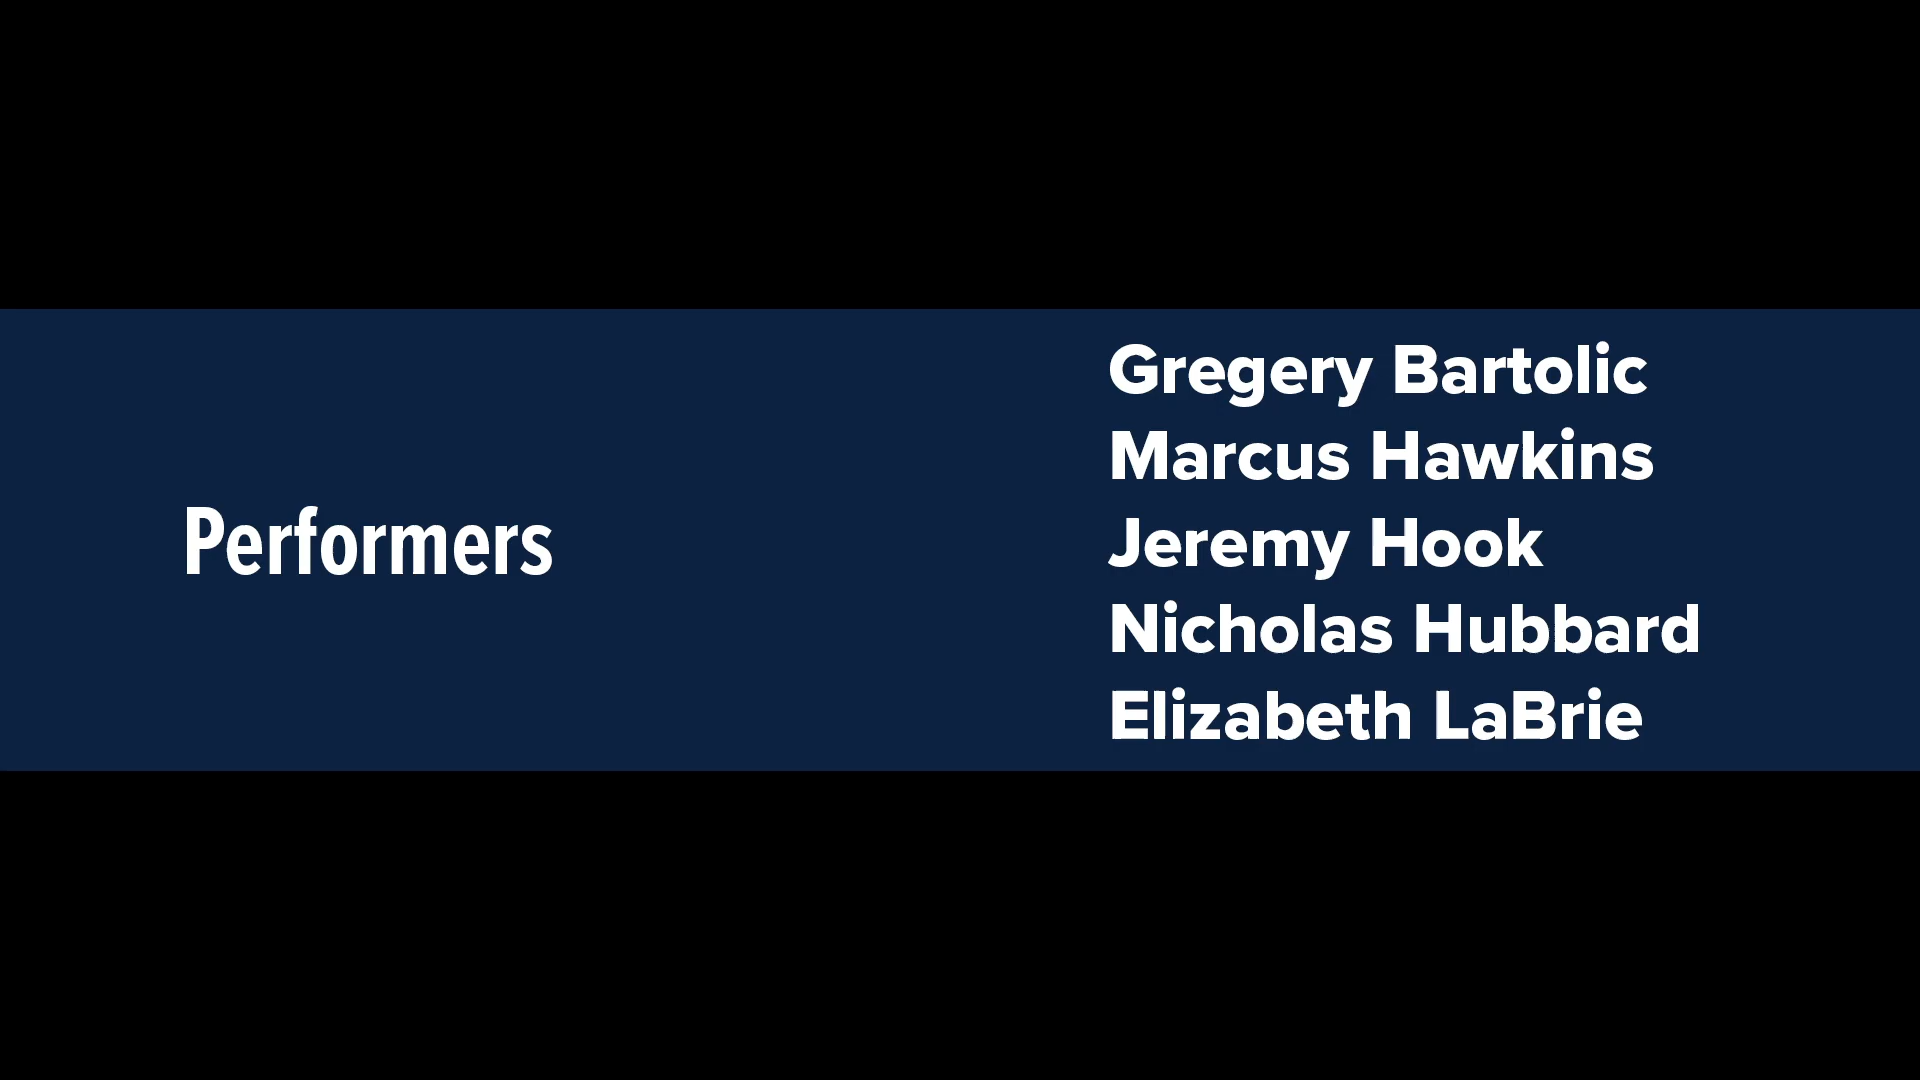 Performers
Gregery Bartolic
Marcus Hawkins
Jeremy Hook
Nicholas Hubbard
Elizabeth LaBrie